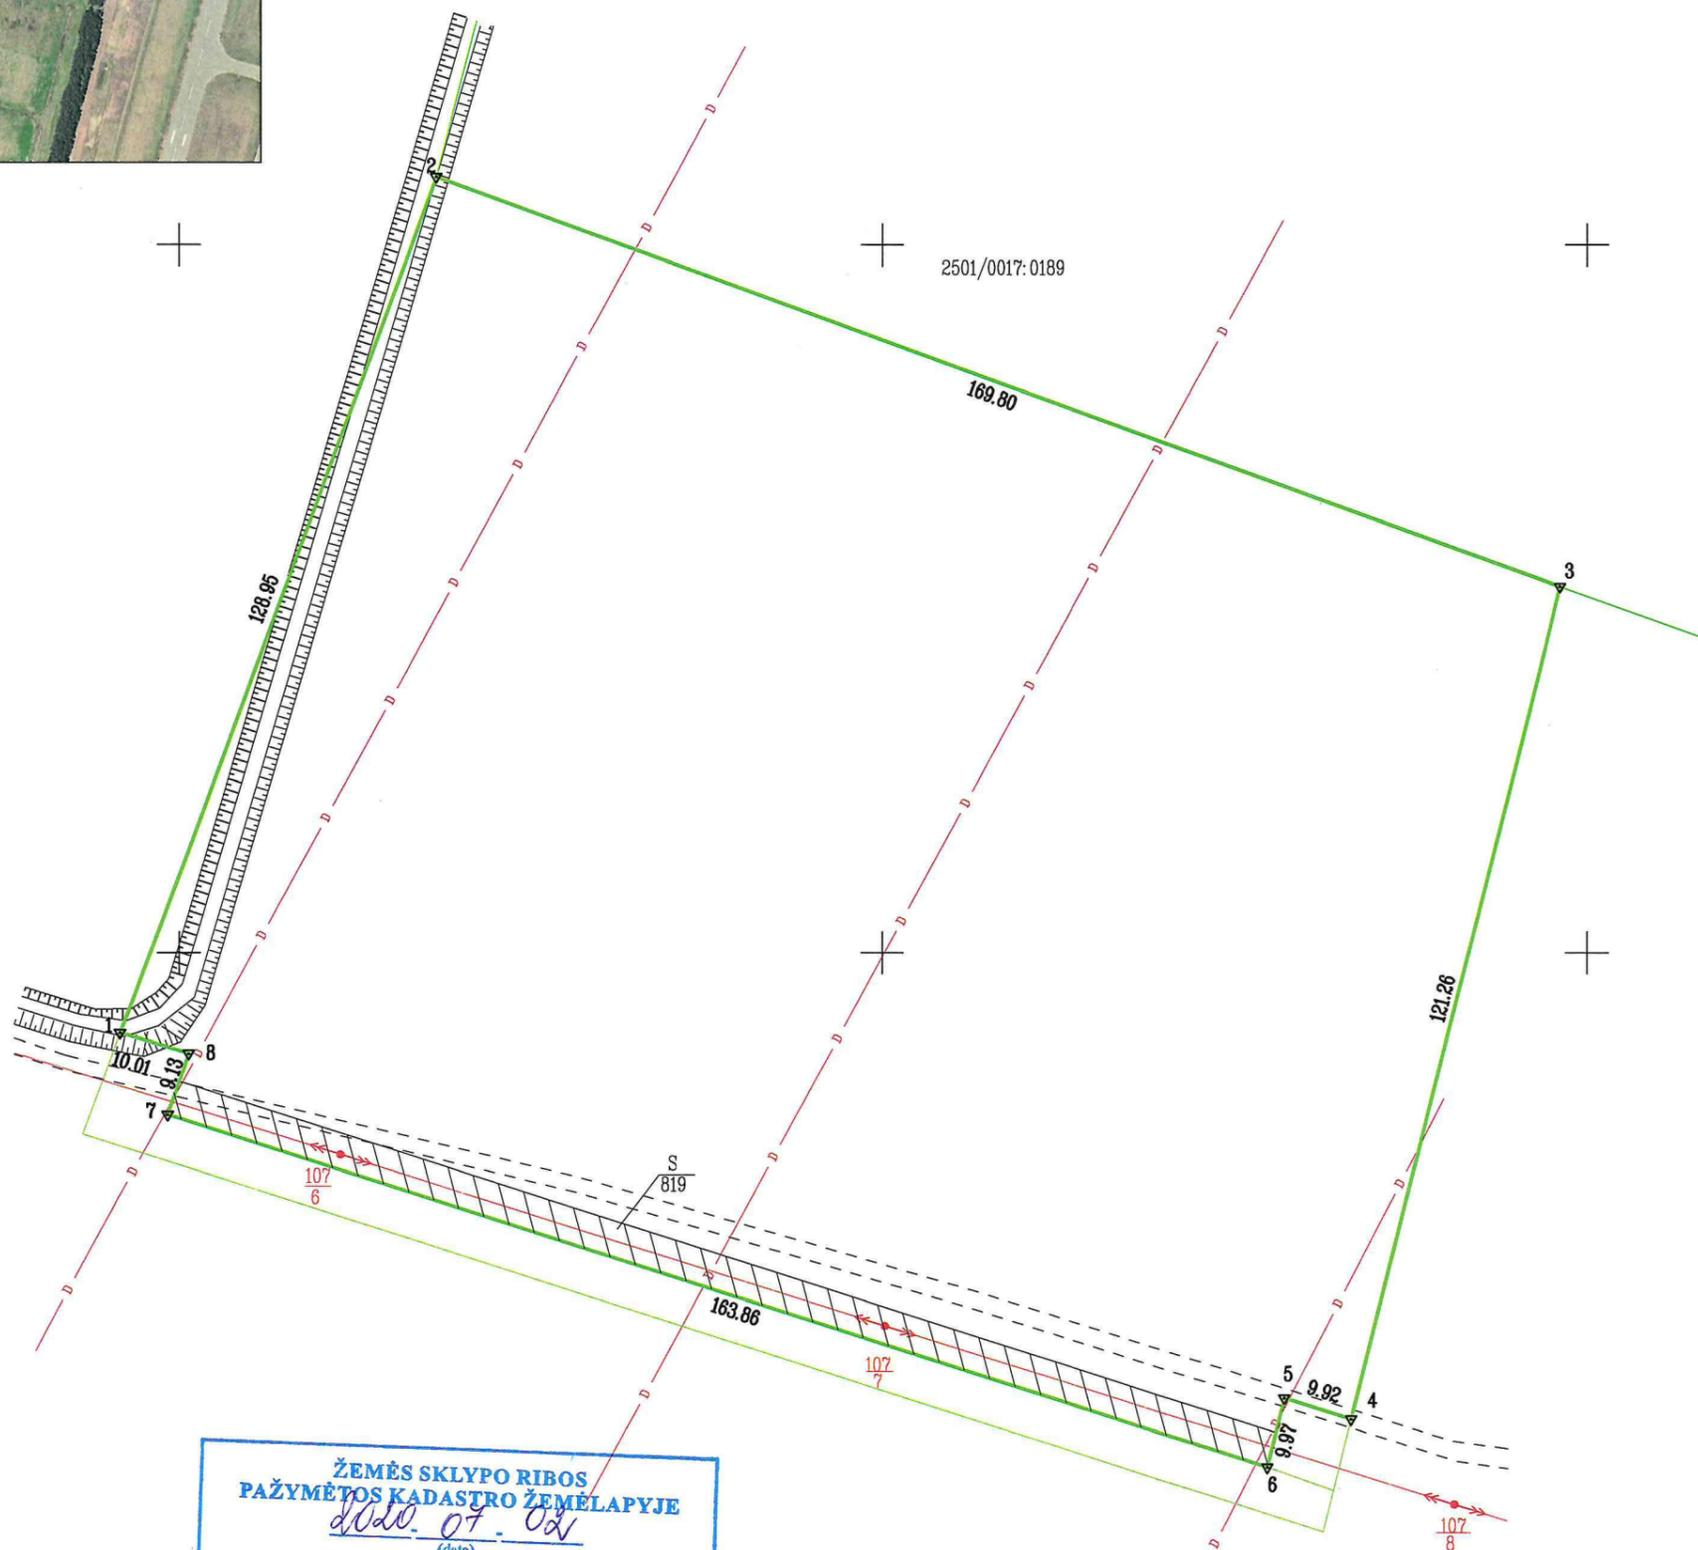 D
2
D
2501/0017:0189
D
D
169.80
D
D
D
3
128.95
D
D
D
D
D
D
D
121.26
D
1
8
D
10.01
9.13
7
D
D
D
S
819
107
6
D
D
D
163.86
107
7
D
5
9.92
4
D
9.97
6
107
8
D
ŽEMĖS SKLYPO RIBOS
PAŽYMĖTOS KADASTRO ŽEMĖLAPYJE
2020. 07. 02
(data)